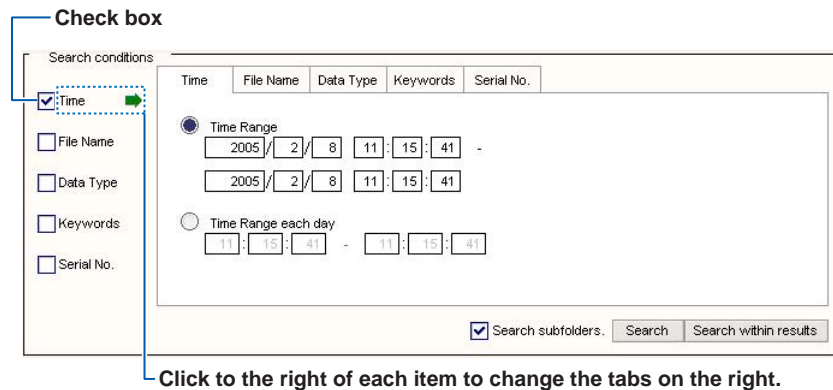 Check box
Search conditions
Time File Name Data Type Keywords Serial No.
Time
File Name
Data Type
Keywords
Serial No.
Time Range
2005 / 2 / 8 11 : 15 : 41 -
2005 / 2 / 8 11 : 15 : 41
Time Range each day
11 : 15 : 41 - 11 : 15 : 41
Search subfolders. Search Search within results
Click to the right of each item to change the tabs on the right.